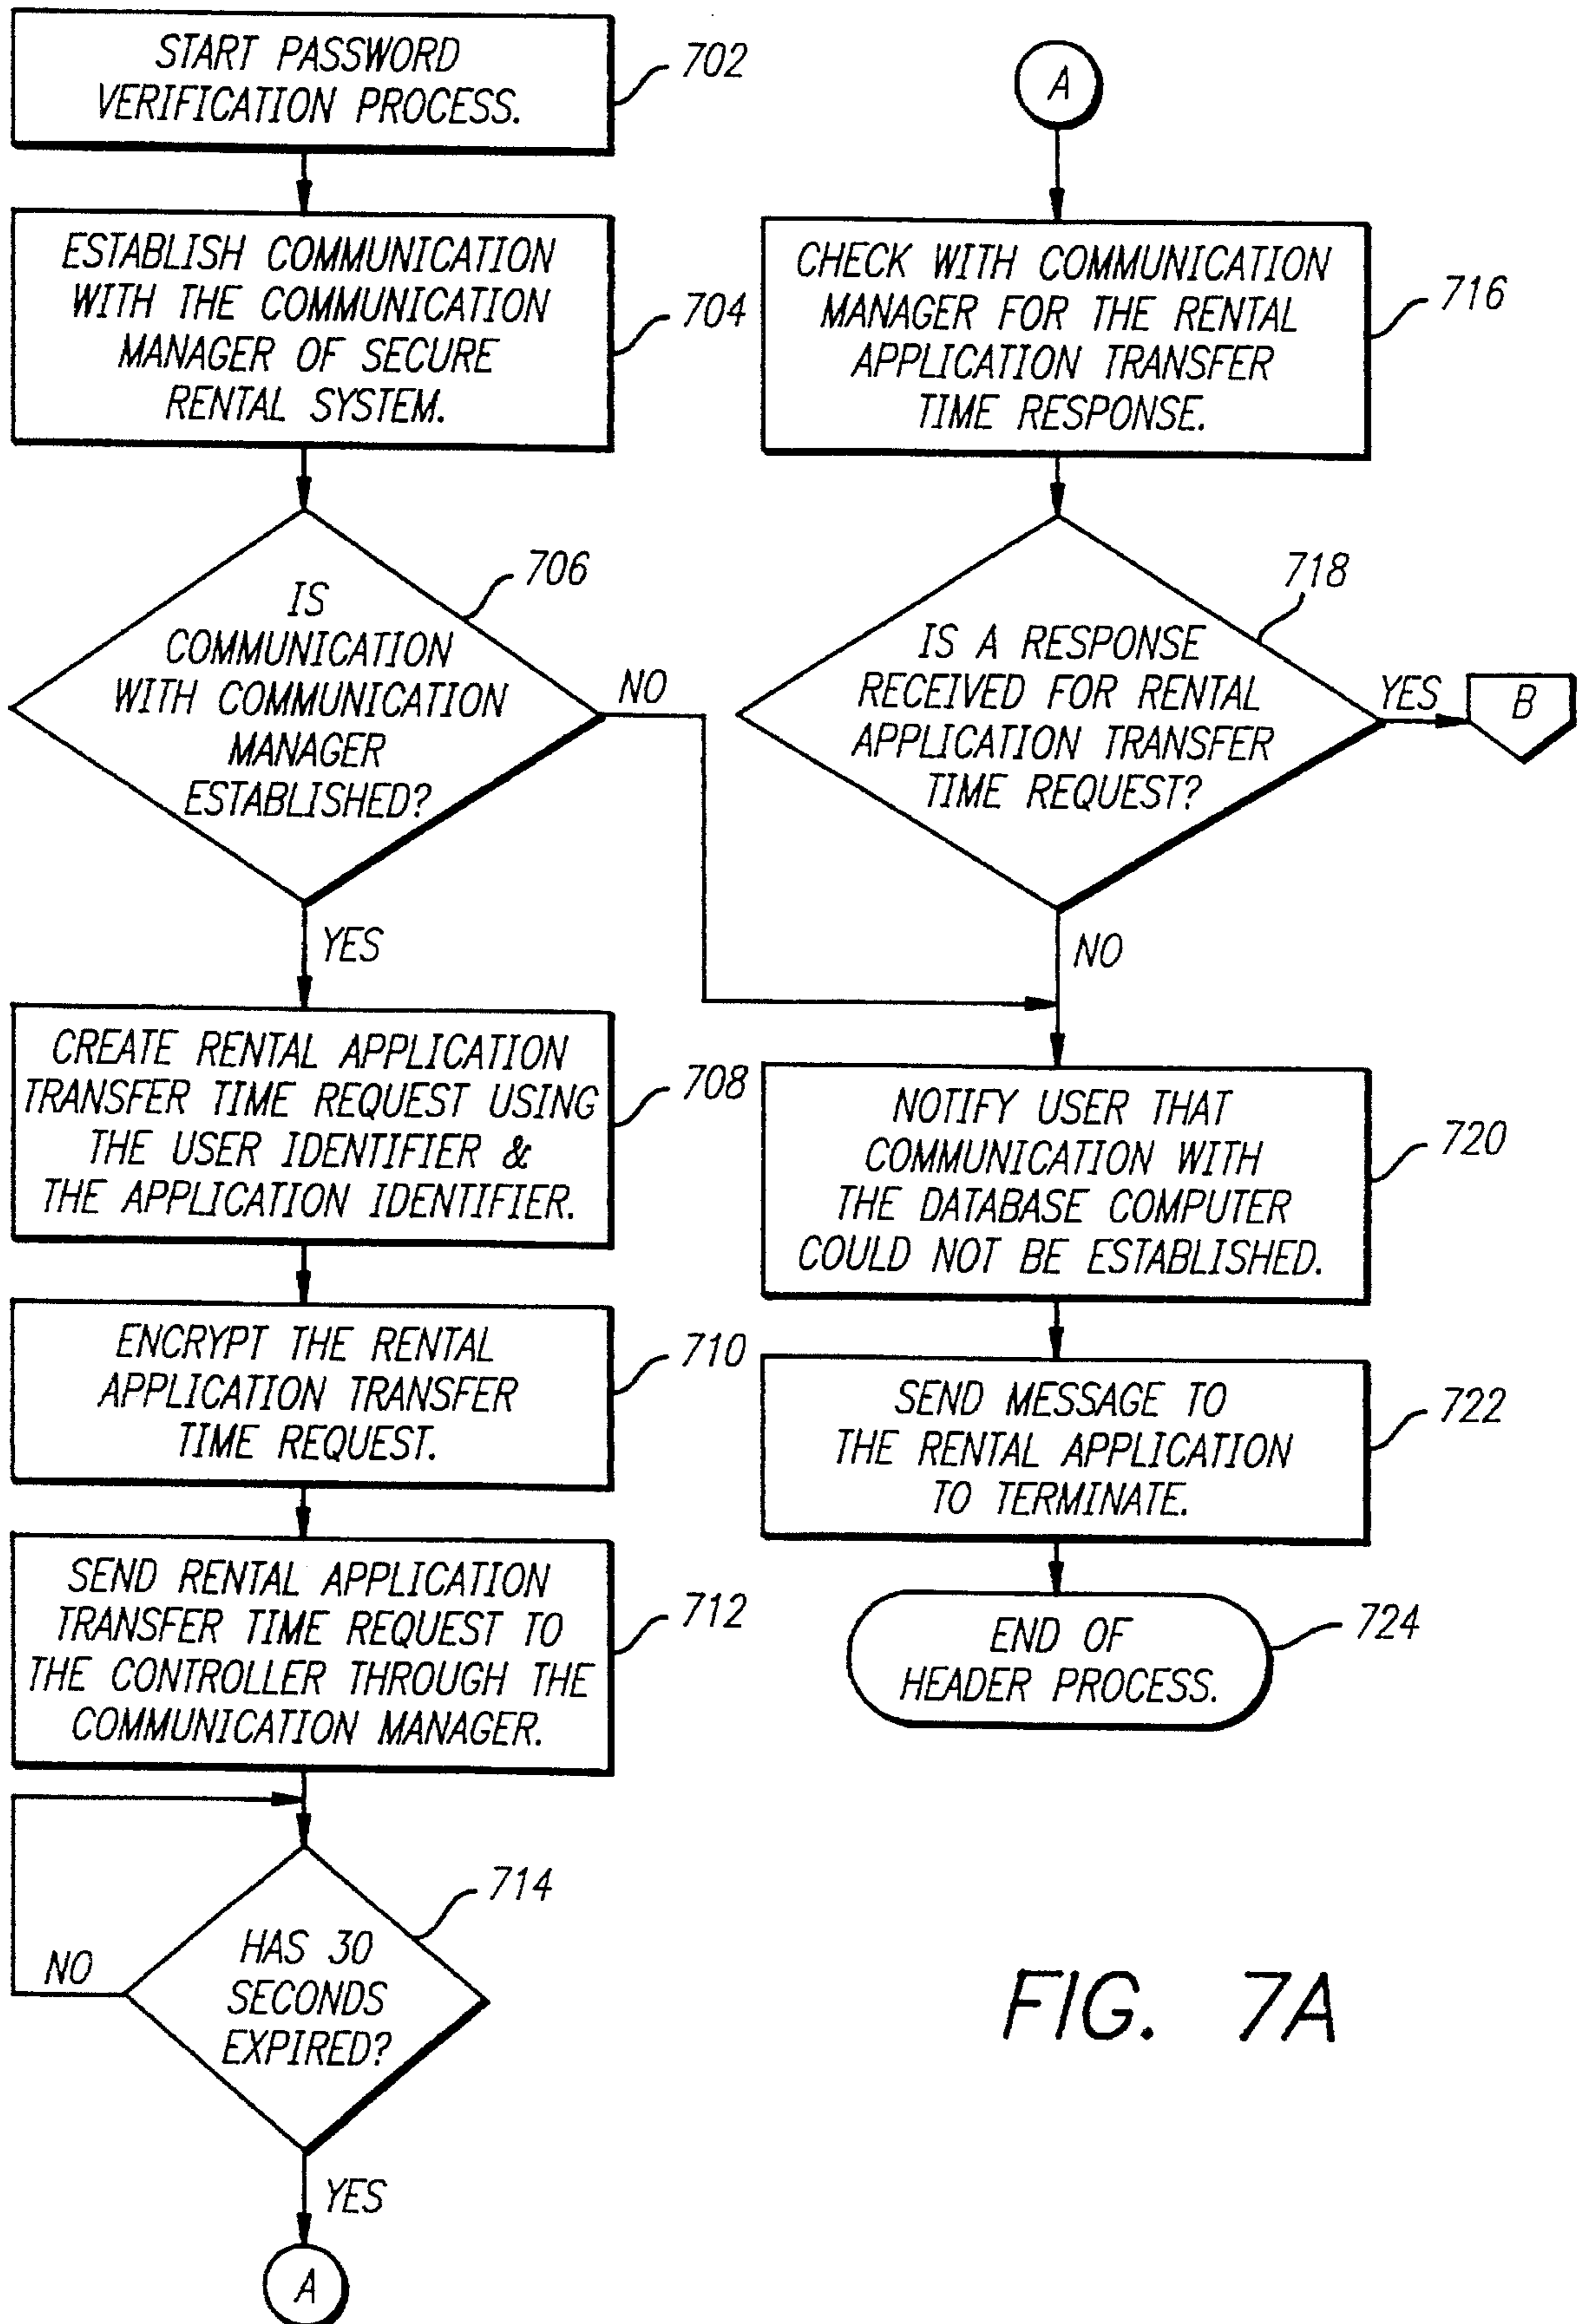 START PASSWORD
VERIFICATION PROCESS.
702
ESTABLISH COMMUNICATION
WITH THE COMMUNICATION
MANAGER OF SECURE
RENTAL SYSTEM.
704
IS
COMMUNICATION
WITH COMMUNICATION
MANAGER
ESTABLISHED?
706
NO
YES
CREATE RENTAL APPLICATION
TRANSFER TIME REQUEST USING
THE USER IDENTIFIER &
THE APPLICATION IDENTIFIER.
708
ENCRYPT THE RENTAL
APPLICATION TRANSFER
TIME REQUEST.
710
SEND RENTAL APPLICATION
TRANSFER TIME REQUEST TO
THE CONTROLLER THROUGH THE
COMMUNICATION MANAGER.
712
HAS 30
SECONDS
EXPIRED?
714
NO
YES
A
A
CHECK WITH COMMUNICATION
MANAGER FOR THE RENTAL
APPLICATION TRANSFER
TIME RESPONSE.
716
IS A RESPONSE
RECEIVED FOR RENTAL
APPLICATION TRANSFER
TIME REQUEST?
718
YES
B
NO
NOTIFY USER THAT
COMMUNICATION WITH
THE DATABASE COMPUTER
COULD NOT BE ESTABLISHED.
720
SEND MESSAGE TO
THE RENTAL APPLICATION
TO TERMINATE.
722
END OF
HEADER PROCESS.
724
FIG. 7A